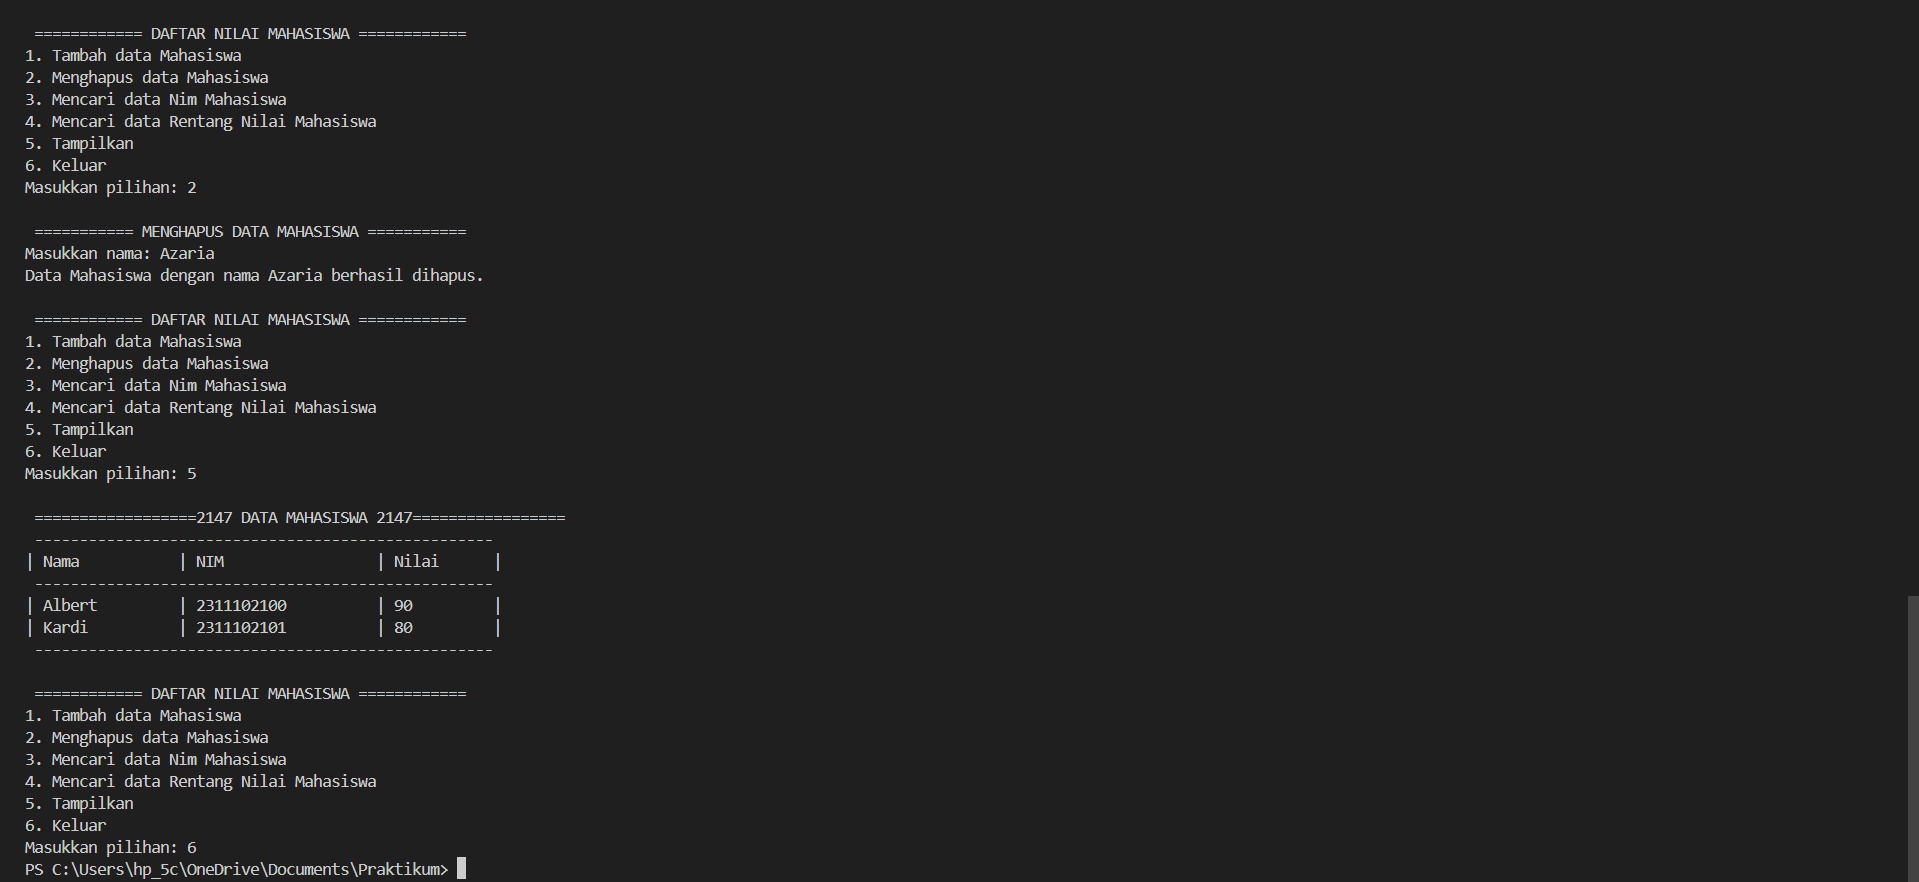 ============ DAFTAR NILAI MAHASISWA ============
1. Tambah data Mahasiswa
2. Menghapus data Mahasiswa
3. Mencari data Nim Mahasiswa
4. Mencari data Rentang Nilai Mahasiswa
5. Tampilkan
6. Keluar
Masukkan pilihan: 2
=========== MENGHAPUS DATA MAHASISWA ===========
Masukkan nama: Azaria
Data Mahasiswa dengan nama Azaria berhasil dihapus.
============ DAFTAR NILAI MAHASISWA ============
1. Tambah data Mahasiswa
2. Menghapus data Mahasiswa
3. Mencari data Nim Mahasiswa
4. Mencari data Rentang Nilai Mahasiswa
5. Tampilkan
6. Keluar
Masukkan pilihan: 5
==================2147 DATA MAHASISWA 2147=================
---------------------------------------------------
| Nama | NIM | Nilai |
---------------------------------------------------
| Albert | 2311102100 | 90 |
| Kardi | 2311102101 | 80 |
---------------------------------------------------
============ DAFTAR NILAI MAHASISWA ============
1. Tambah data Mahasiswa
2. Menghapus data Mahasiswa
3. Mencari data Nim Mahasiswa
4. Mencari data Rentang Nilai Mahasiswa
5. Tampilkan
6. Keluar
Masukkan pilihan: 6
PS C:\Users\hp_5c\OneDrive\Documents\Praktikum>